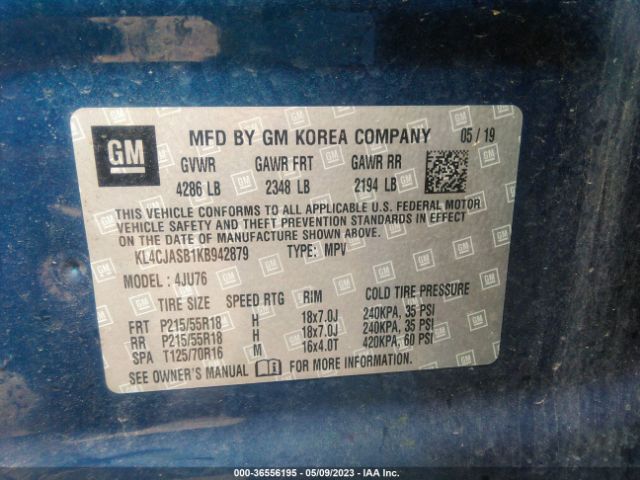 GM
MFD BY GM KOREA COMPANY 05 / 19
GVWR GAWR FRT GAWR RR
4286 LB 2348 LB 2194 LB
THIS VEHICLE CONFORMS TO ALL APPLICABLE U.S. FEDERAL MOTOR
VEHICLE SAFETY AND THEFT PREVENTION STANDARDS IN EFFECT
ON THE DATE OF MANUFACTURE SHOWN ABOVE.
KL4CJASB1KB942879 TYPE: MPV
MODEL : 4JU76
TIRE SIZE SPEED RTG RIM COLD TIRE PRESSURE
FRT P215/55R18 H 18x7.0J 240KPA, 35 PSI
RR P215/55R18 H 18x7.0J 240KPA, 35 PSI
SPA T125/70R16 M 16x4.0T 420KPA, 60 PSI
SEE OWNER'S MANUAL FOR MORE INFORMATION.
000-36556195 - 05/09/2023 - IAA Inc.